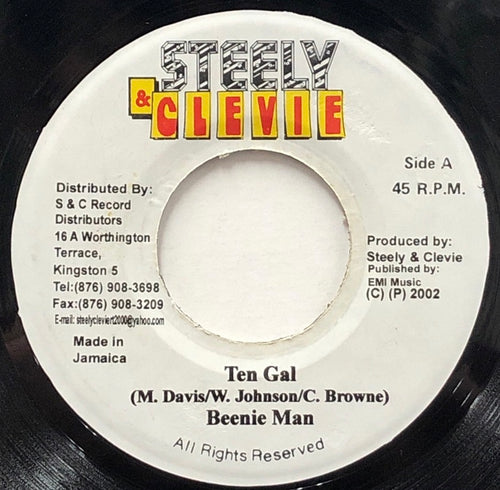 STEELY
& CLEVIE
Side A
45 R.P.M.
Distributed By:
S & C Record
Distributors
16 A Worthington
Terrace,
Kingston 5
Tel:(876) 908-3698
Fax:(876) 908-3209
E-mail: steelycleviert2000@yahoo.com
Made in
Jamaica
Produced by:
Steely & Clevie
Published by:
EMI Music
(C) (P) 2002
Ten Gal
(M. Davis/W. Johnson/C. Browne)
Beenie Man
All Rights Reserved